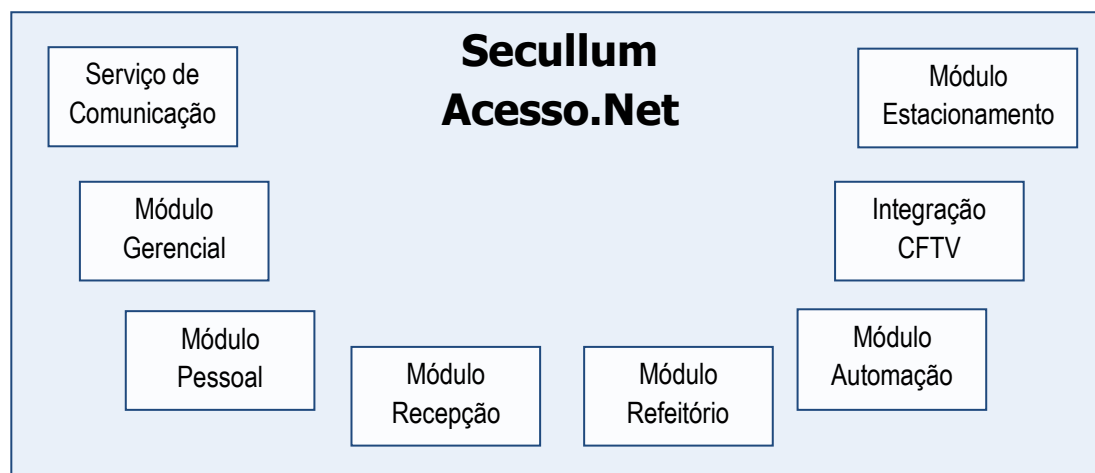 Secullum
Acesso.Net
Serviço de
Comunicação
Módulo
Estacionamento
Módulo
Gerencial
Integração
CFTV
Módulo
Pessoal
Módulo
Recepção
Módulo
Refeitório
Módulo
Automação